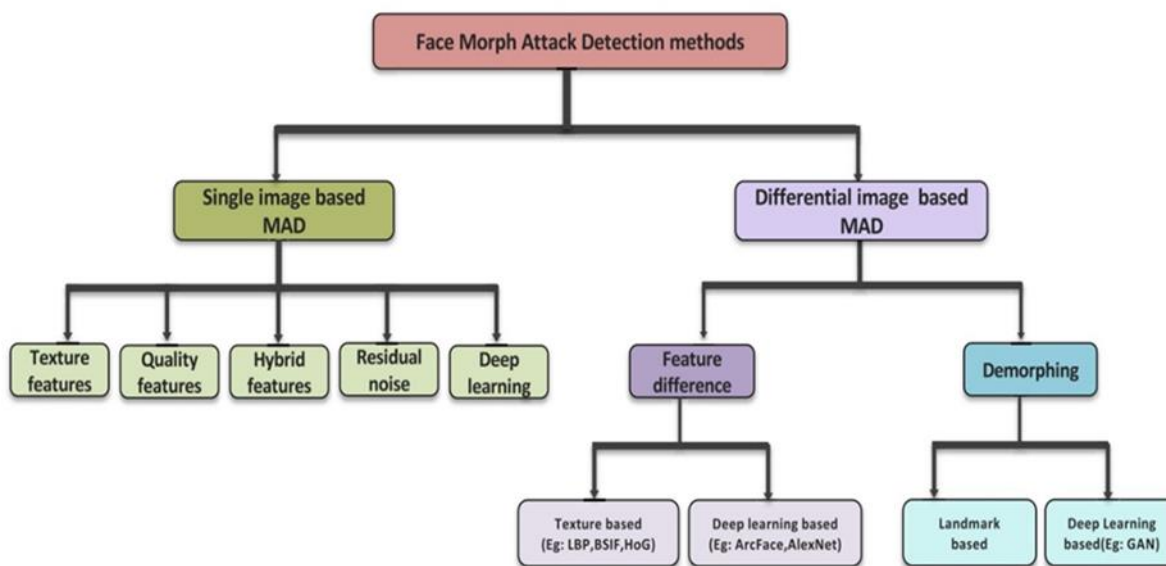 Face Morph Attack Detection methods
Single image based
MAD
Differential image based
MAD
Texture
features
Quality
features
Hybrid
features
Residual
noise
Deep
learning
Feature
difference
Demorphing
Texture based
(Eg: LBP,BSIF,HoG)
Deep learning based
(Eg: ArcFace,AlexNet)
Landmark
based
Deep Learning
based(Eg: GAN)